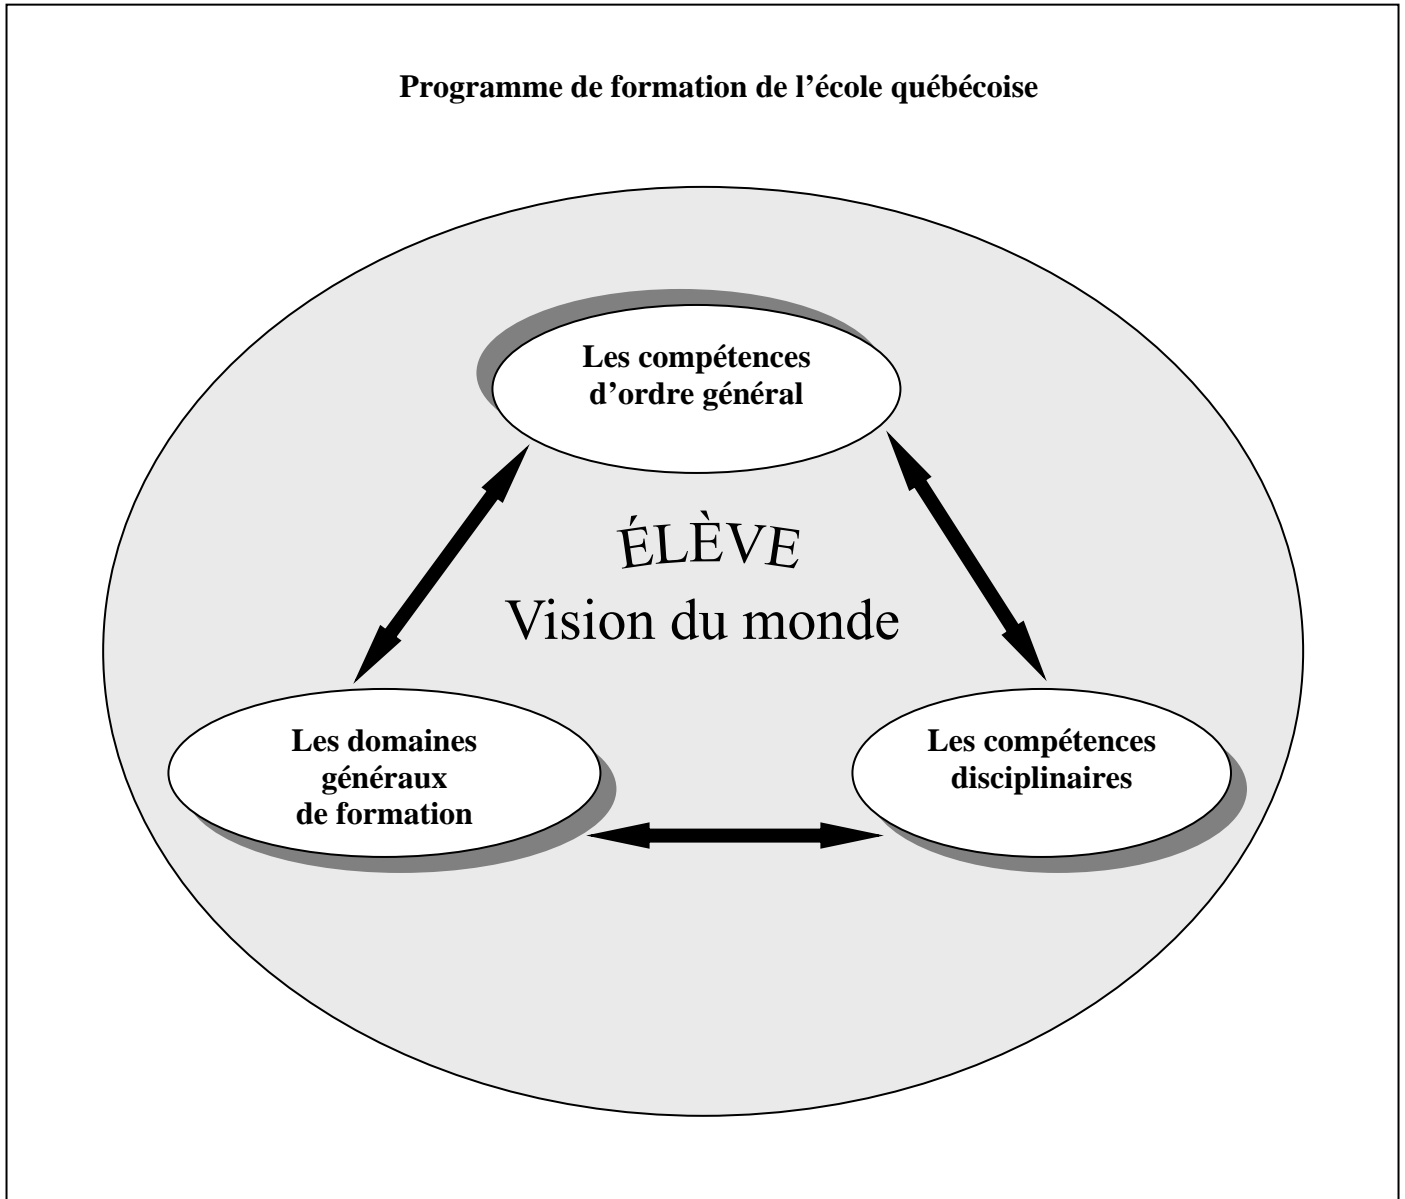 Programme de formation de l’école québécoise
Les compétences
d’ordre général
ÉLÈVE
Vision du monde
Les domaines
généraux
de formation
Les compétences
disciplinaires